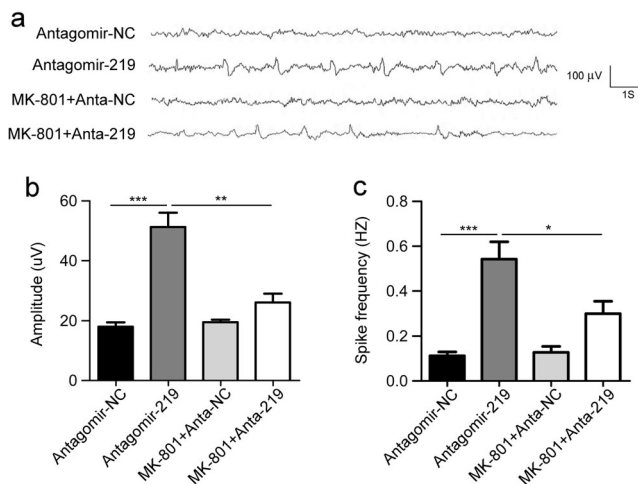 a
Antagomir-NC
Antagomir-219
MK-801+Anta-NC
MK-801+Anta-219
100 μV
1S
b
Amplitude (uV)
60
40
20
0
***
**
Antagomir-NC
Antagomir-219
MK-801+Anta-NC
MK-801+Anta-219
c
Spike frequency (HZ)
0.8
0.6
0.4
0.2
0.0
***
*
Antagomir-NC
Antagomir-219
MK-801+Anta-NC
MK-801+Anta-219